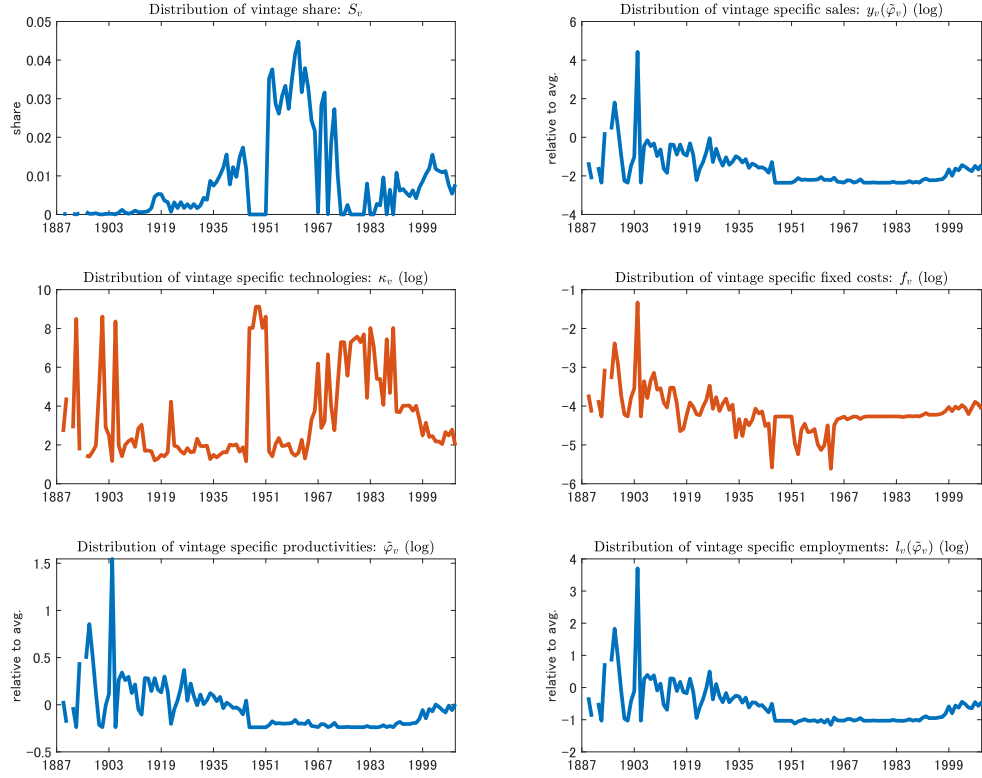 Distribution of vintage share: $S_v$
0.05
0.04
0.03
0.02
0.01
0
share
1887 1903 1919 1935 1951 1967 1983 1999
Distribution of vintage specific sales: $y_v(\tilde{\varphi}_v)$ (log)
6
4
2
0
−2
−4
relative to avg.
1887 1903 1919 1935 1951 1967 1983 1999
Distribution of vintage specific technologies: $\kappa_v$ (log)
10
8
6
4
2
0
1887 1903 1919 1935 1951 1967 1983 1999
Distribution of vintage specific fixed costs: $f_v$ (log)
−1
−2
−3
−4
−5
−6
1887 1903 1919 1935 1951 1967 1983 1999
Distribution of vintage specific productivities: $\tilde{\varphi}_v$ (log)
1.5
1
0.5
0
−0.5
relative to avg.
1887 1903 1919 1935 1951 1967 1983 1999
Distribution of vintage specific employments: $l_v(\tilde{\varphi}_v)$ (log)
4
3
2
1
0
−1
−2
relative to avg.
1887 1903 1919 1935 1951 1967 1983 1999